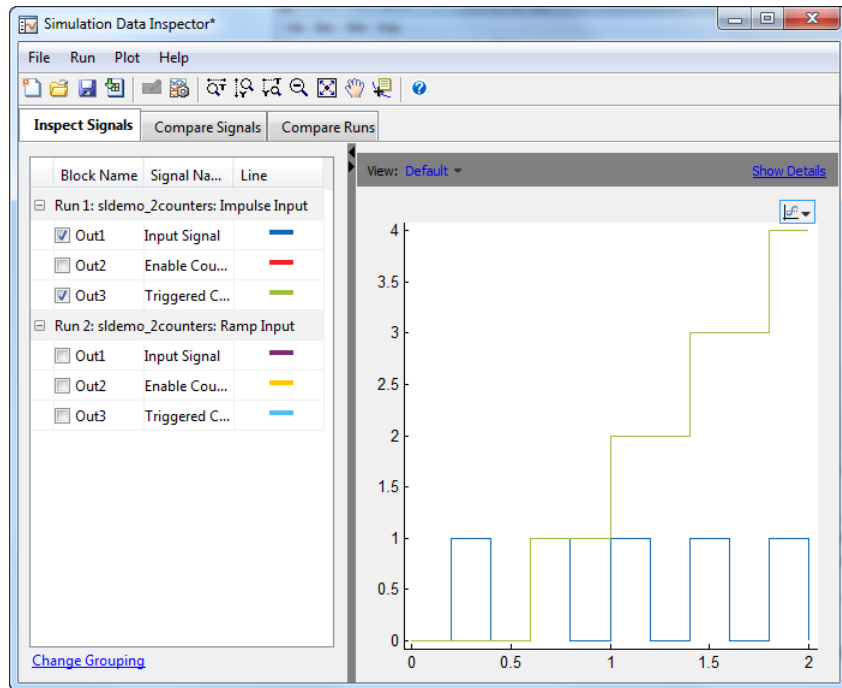 Simulation Data Inspector*
File Run Plot Help
Inspect Signals Compare Signals Compare Runs
Block Name Signal Na... Line
Run 1: sldemo_2counters: Impulse Input
Out1 Input Signal
Out2 Enable Cou...
Out3 Triggered C...
Run 2: sldemo_2counters: Ramp Input
Out1 Input Signal
Out2 Enable Cou...
Out3 Triggered C...
Change Grouping
View: Default Show Details
4
3.5
3
2.5
2
1.5
1
0.5
0
0 0.5 1 1.5 2